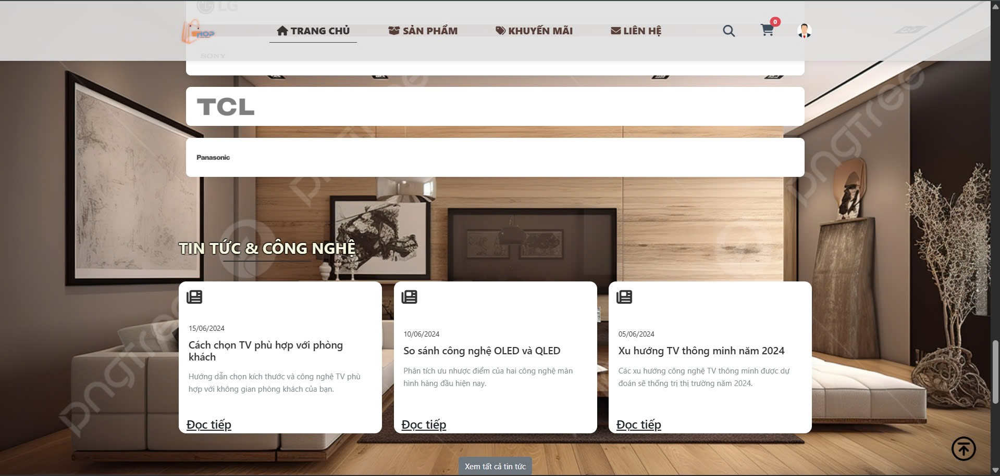 LG
SHOP
TRANG CHỦ
SẢN PHẨM
KHUYẾN MÃI
LIÊN HỆ
0
SONY
TCL
Panasonic
TIN TỨC & CÔNG NGHỆ
15/06/2024
Cách chọn TV phù hợp với phòng
khách
Hướng dẫn chọn kích thước và công nghệ TV phù
hợp với không gian phòng khách của bạn.
Đọc tiếp
10/06/2024
So sánh công nghệ OLED và QLED
Phân tích ưu nhược điểm của hai công nghệ màn
hình hàng đầu hiện nay.
Đọc tiếp
05/06/2024
Xu hướng TV thông minh năm 2024
Các xu hướng công nghệ TV thông minh được dự
đoán sẽ thống trị thị trường năm 2024.
Đọc tiếp
Xem tất cả tin tức
pngtree
pngtree